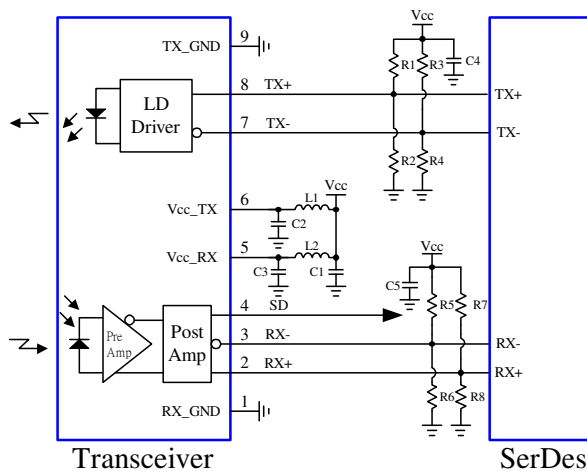 TX_GND 9
Vcc
R1 R3 C4
LD Driver
8 TX+ TX+
7 TX- TX-
R2 R4
Vcc_TX 6 L1 Vcc
C2
Vcc_RX 5 L2
C3 C1
Vcc
C5
4 SD
R5 R7
Pre Amp
Post Amp
3 RX- RX-
2 RX+ RX+
R6 R8
RX_GND 1
Transceiver SerDes